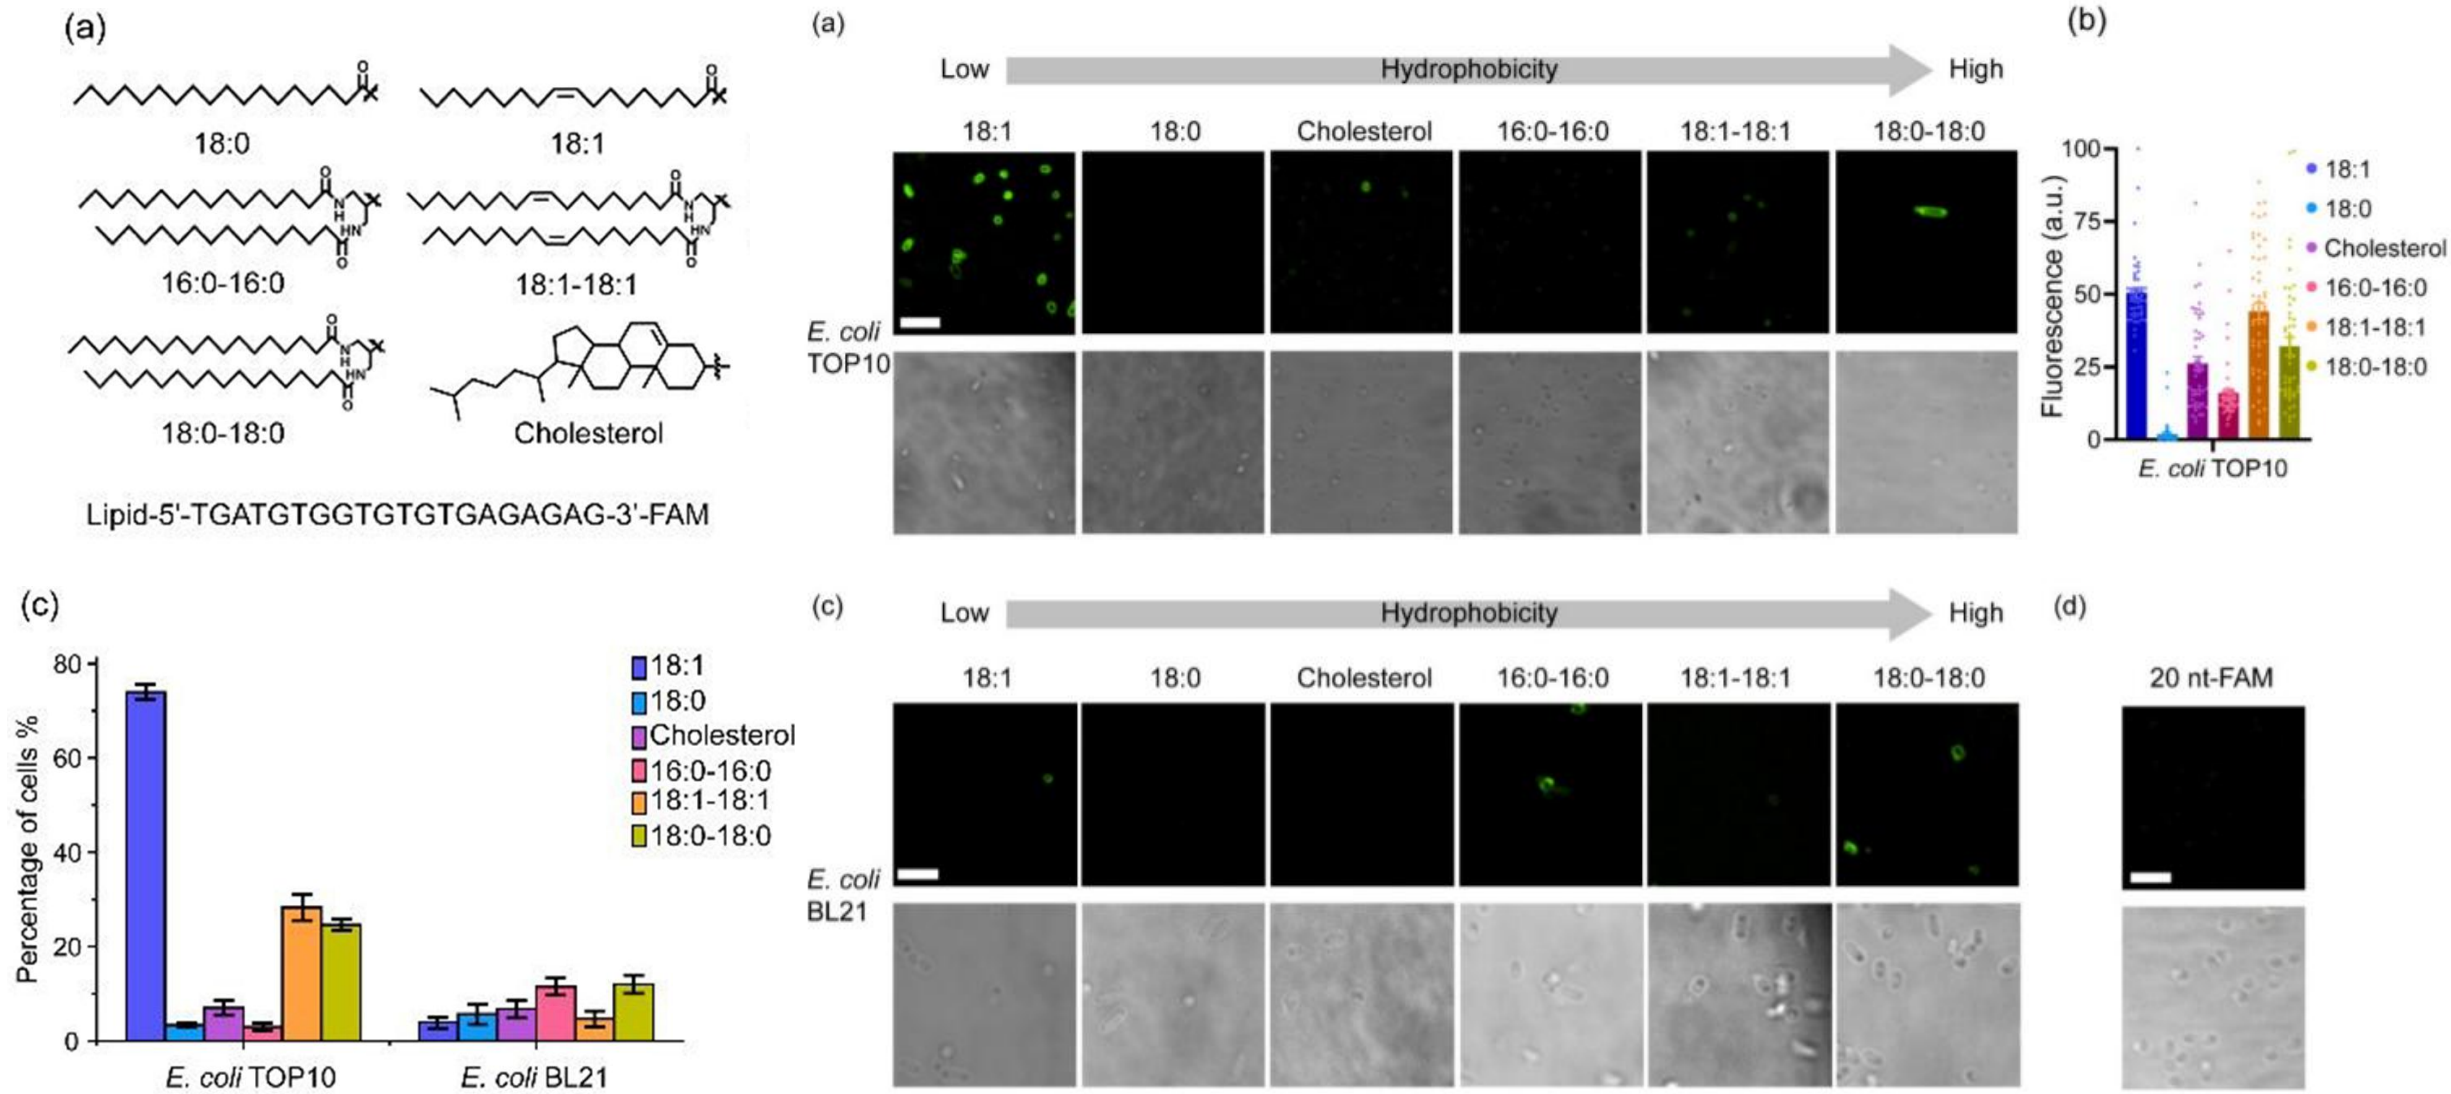 (a)
18:0
18:1
16:0-16:0
18:1-18:1
18:0-18:0
Cholesterol
Lipid-5'-TGATGTGGTGTGTGAGAGAG-3'-FAM
(a)
Low Hydrophobicity High
18:1 18:0 Cholesterol 16:0-16:0 18:1-18:1 18:0-18:0
E. coli
TOP10
(b)
Fluorescence (a.u.)
100
75
50
25
0
E. coli TOP10
18:1
18:0
Cholesterol
16:0-16:0
18:1-18:1
18:0-18:0
(c)
Percentage of cells %
80
60
40
20
0
E. coli TOP10
E. coli BL21
18:1
18:0
Cholesterol
16:0-16:0
18:1-18:1
18:0-18:0
(c)
Low Hydrophobicity High
18:1 18:0 Cholesterol 16:0-16:0 18:1-18:1 18:0-18:0
E. coli
BL21
(d)
20 nt-FAM
O
O
O
N
H
HN
O
O
N
H
HN
O
O
N
H
HN
O